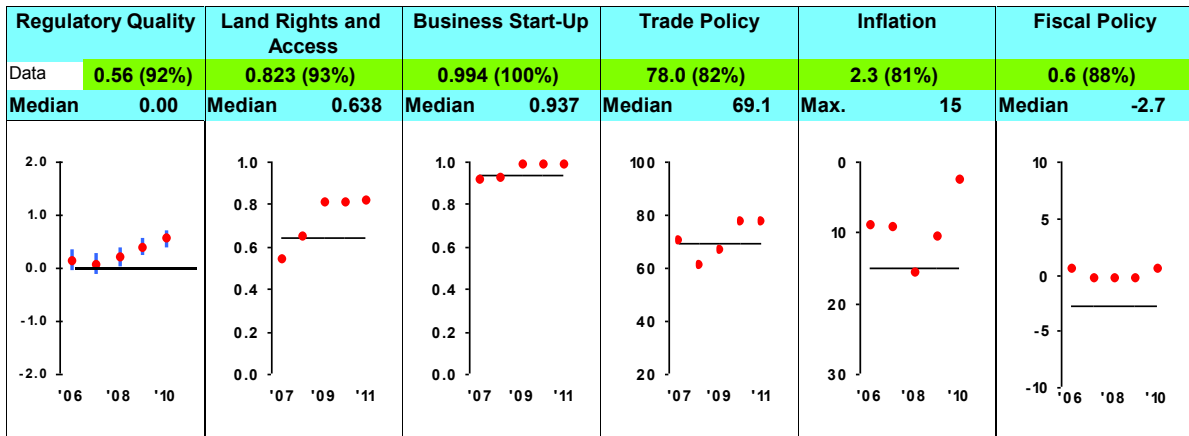 Regulatory Quality
Data 0.56 (92%)
Median 0.00
2.0
1.0
0.0
-1.0
-2.0
'06 '08 '10
Land Rights and
Access
0.823 (93%)
Median 0.638
1.0
0.8
0.6
0.4
0.2
0.0
'07 '09 '11
Business Start-Up
0.994 (100%)
Median 0.937
1.0
0.8
0.6
0.4
0.2
0.0
'07 '09 '11
Trade Policy
78.0 (82%)
Median 69.1
100
80
60
40
20
'07 '09 '11
Inflation
2.3 (81%)
Max. 15
0
10
20
30
'06 '08 '10
Fiscal Policy
0.6 (88%)
Median -2.7
10
5
0
-5
-10
'06 '08 '10